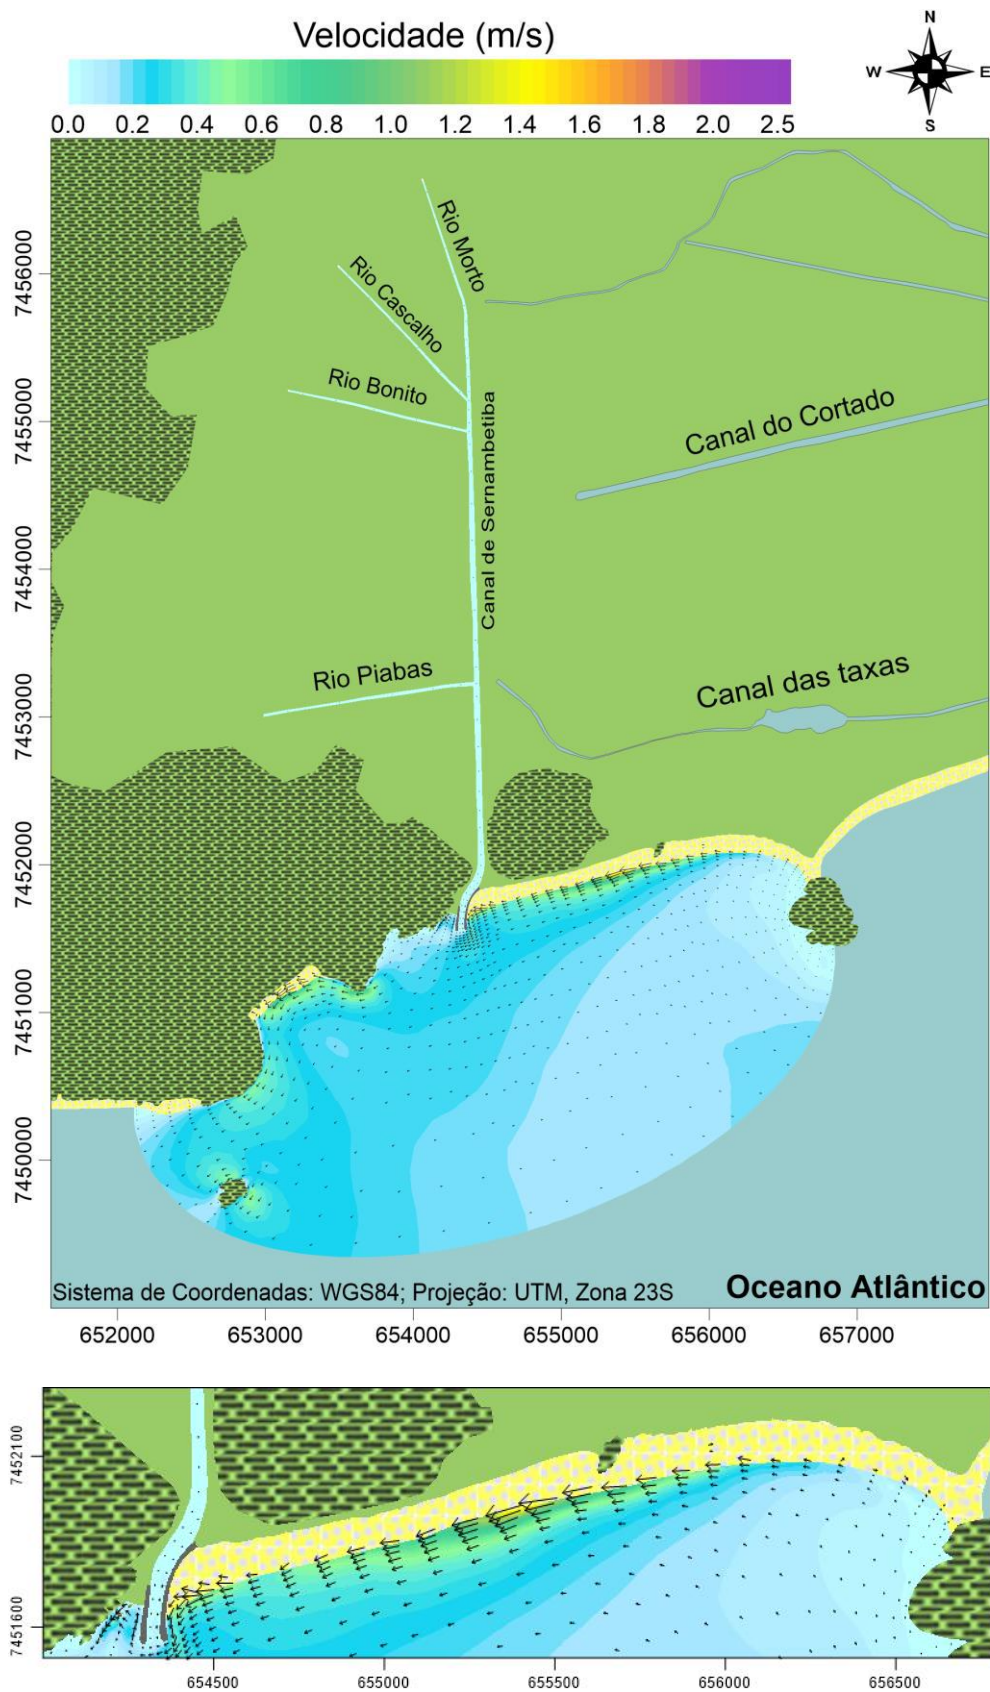 Velocidade (m/s)
N
W E
S
0.0 0.2 0.4 0.6 0.8 1.0 1.2 1.4 1.6 1.8 2.0 2.5
7456000
7455000
7454000
7453000
7452000
7451000
7450000
Rio Morto
Rio Cascalho
Rio Bonito
Canal de Sernambetiba
Canal do Cortado
Rio Piabas
Canal das taxas
Sistema de Coordenadas: WGS84; Projeção: UTM, Zona 23S
Oceano Atlântico
652000 653000 654000 655000 656000 657000
7452100
7451600
654500 655000 655500 656000 656500